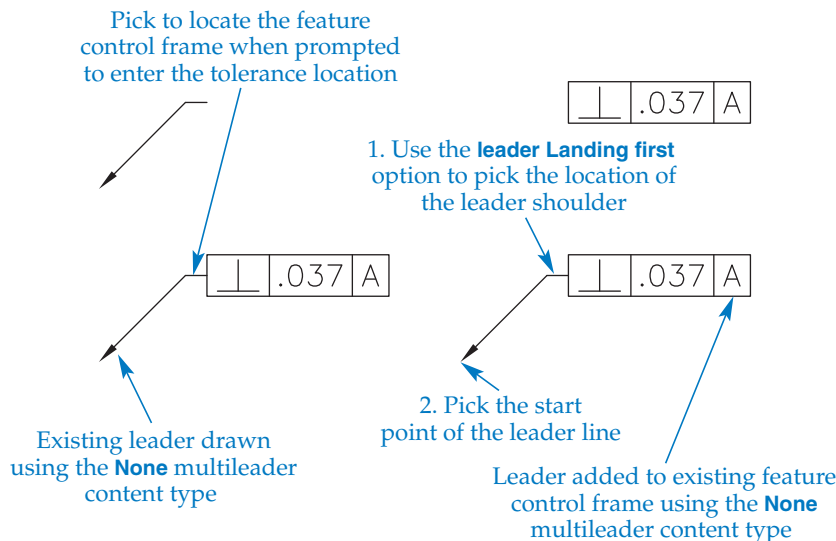 Pick to locate the feature
control frame when prompted
to enter the tolerance location
⊥ .037 A
1. Use the leader Landing first
option to pick the location of
the leader shoulder
⊥ .037 A
⊥ .037 A
2. Pick the start
point of the leader line
Existing leader drawn
using the None multileader
content type
Leader added to existing feature
control frame using the None
multileader content type